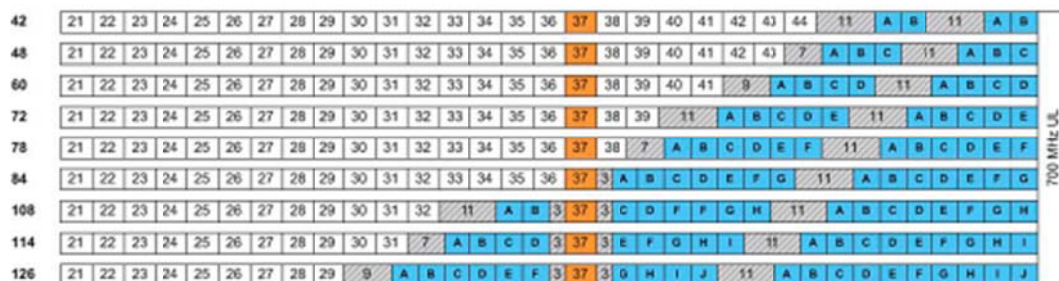 42 21 22 23 24 25 26 27 28 29 30 31 32 33 34 35 36 37 38 39 40 41 42 43 44 11 A B 11 A B
48 21 22 23 24 25 26 27 28 29 30 31 32 33 34 35 36 37 38 39 40 41 42 43 7 A B C 11 A B C
60 21 22 23 24 25 26 27 28 29 30 31 32 33 34 35 36 37 38 39 40 41 9 A B C D 11 A B C D
72 21 22 23 24 25 26 27 28 29 30 31 32 33 34 35 36 37 38 39 11 A B C D E 11 A B C D E
78 21 22 23 24 25 26 27 28 29 30 31 32 33 34 35 36 37 38 7 A B C D E F 11 A B C D E F
84 21 22 23 24 25 26 27 28 29 30 31 32 33 34 35 36 37 3 A B C D E F G 11 A B C D E F G
108 21 22 23 24 25 26 27 28 29 30 31 32 11 A B 3 37 3 C D F F G H 11 A B C D E F G H
114 21 22 23 24 25 26 27 28 29 30 31 7 A B C D 3 37 3 E F G H I 11 A B C D E F G H I
126 21 22 23 24 25 26 27 28 29 9 A B C D E F 3 37 3 G H I J 11 A B C D E F G H I J
700 MHz UL